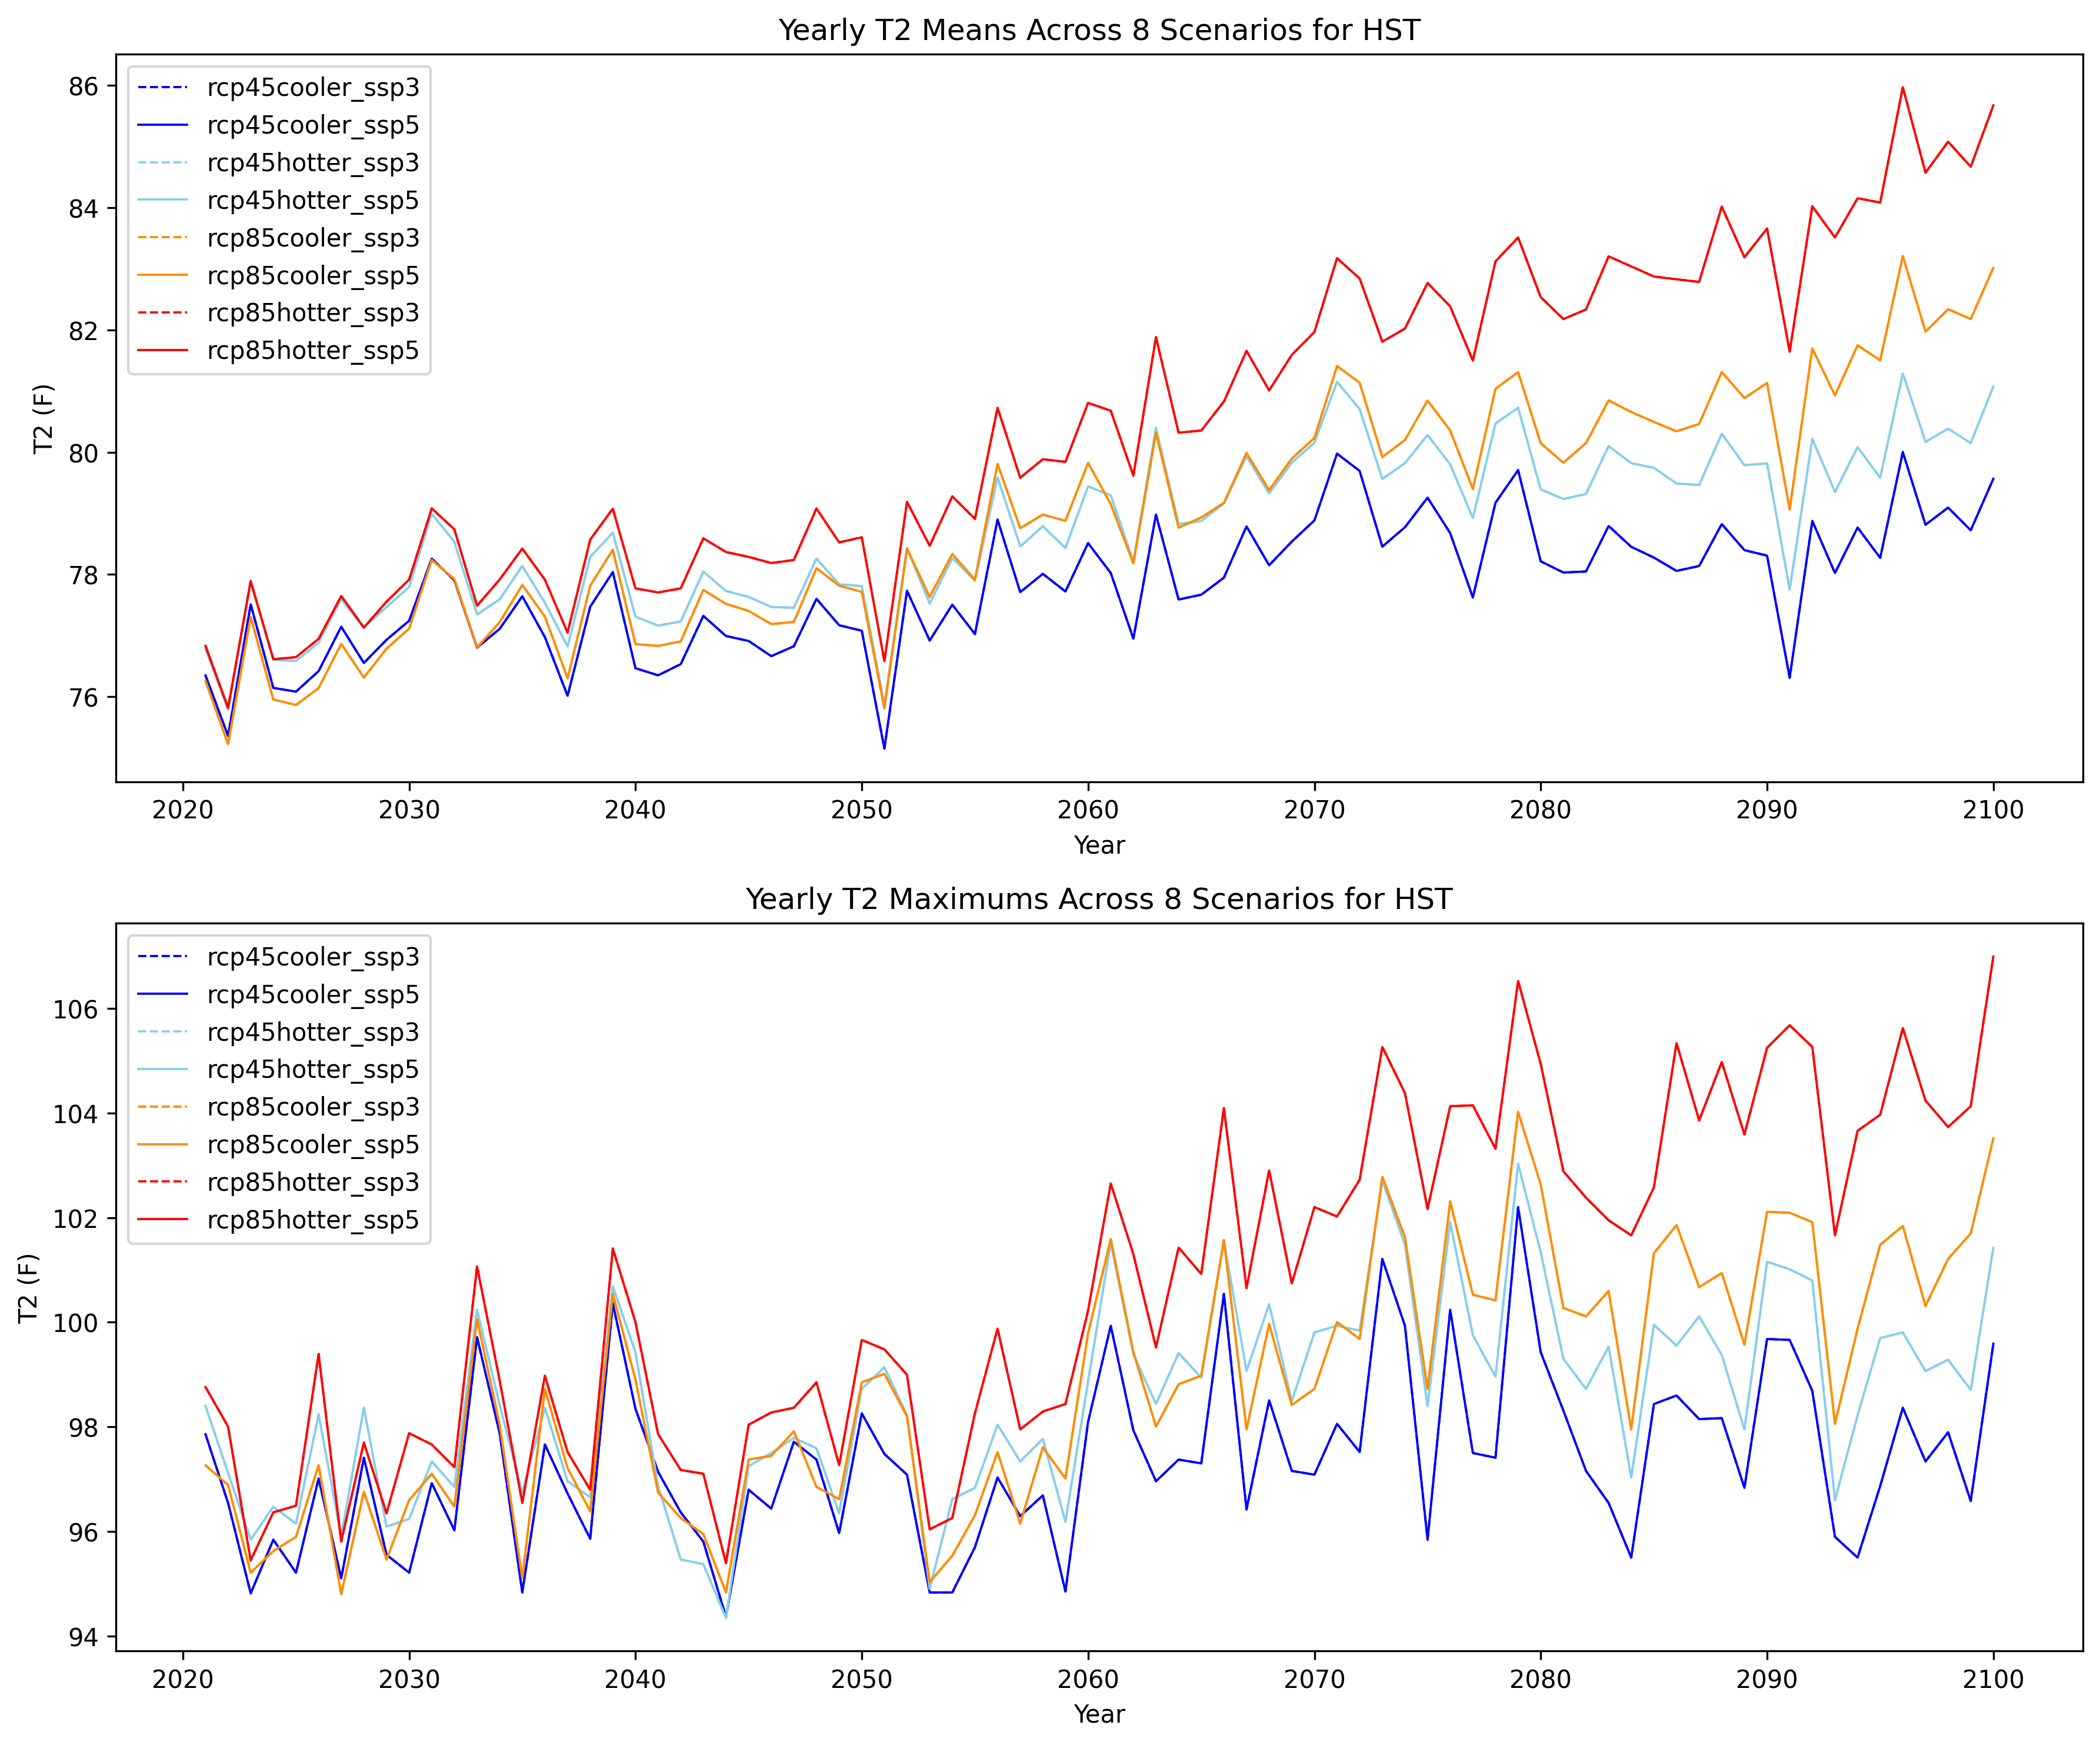 Yearly T2 Means Across 8 Scenarios for HST
rcp45cooler_ssp3
rcp45cooler_ssp5
rcp45hotter_ssp3
rcp45hotter_ssp5
rcp85cooler_ssp3
rcp85cooler_ssp5
rcp85hotter_ssp3
rcp85hotter_ssp5
86
84
82
80
78
76
T2 (F)
2020 2030 2040 2050 2060 2070 2080 2090 2100
Year
Yearly T2 Maximums Across 8 Scenarios for HST
rcp45cooler_ssp3
rcp45cooler_ssp5
rcp45hotter_ssp3
rcp45hotter_ssp5
rcp85cooler_ssp3
rcp85cooler_ssp5
rcp85hotter_ssp3
rcp85hotter_ssp5
106
104
102
100
98
96
94
T2 (F)
2020 2030 2040 2050 2060 2070 2080 2090 2100
Year